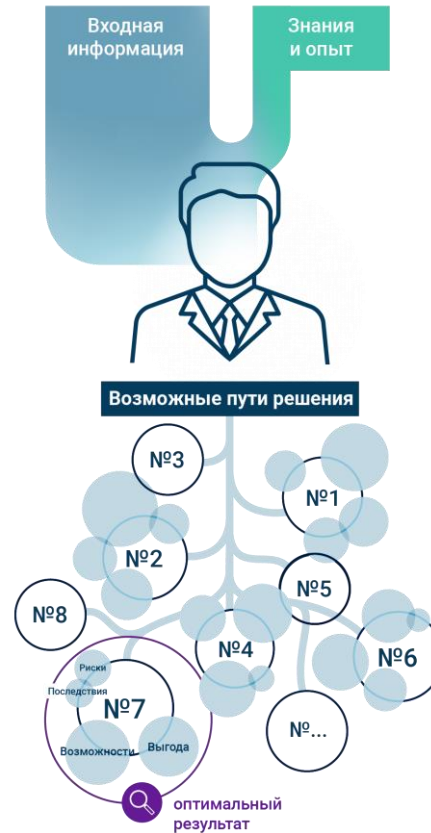 Входная
информация
Знания
и опыт
Возможные пути решения
№3
№1
№2
№5
№8
№4
№6
Риски
Последствия
№7
Возможности
Выгода
№...
оптимальный
результат